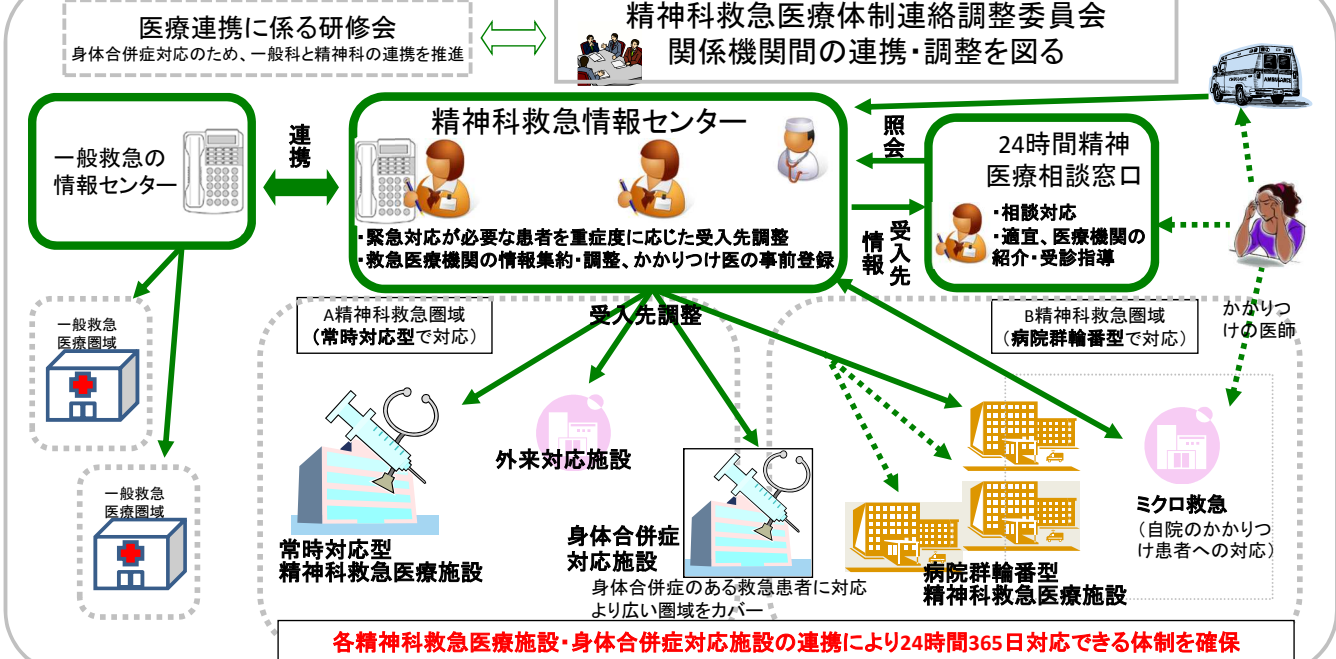 医療連携に係る研修会
身体合併症対応のため、一般科と精神科の連携を推進
精神科救急医療体制連絡調整委員会
関係機関間の連携・調整を図る
一般救急の
情報センター
連携
精神科救急情報センター
・緊急対応が必要な患者を重症度に応じた受入先調整
・救急医療機関の情報集約・調整、かかりつけ医の事前登録
照会
受入先
情報
24時間精神
医療相談窓口
・相談対応
・適宜、医療機関の
紹介・受診指導
AMBULANCE
かかりつ
けの医師
一般救急
医療圏域
一般救急
医療圏域
A精神科救急圏域
（常時対応型で対応）
受入先調整
B精神科救急圏域
（病院群輪番型で対応）
外来対応施設
常時対応型
精神科救急医療施設
身体合併症
対応施設
身体合併症のある救急患者に対応
より広い圏域をカバー
病院群輪番型
精神科救急医療施設
ミクロ救急
（自院のかかりつ
け患者への対応）
各精神科救急医療施設・身体合併症対応施設の連携により24時間365日対応できる体制を確保